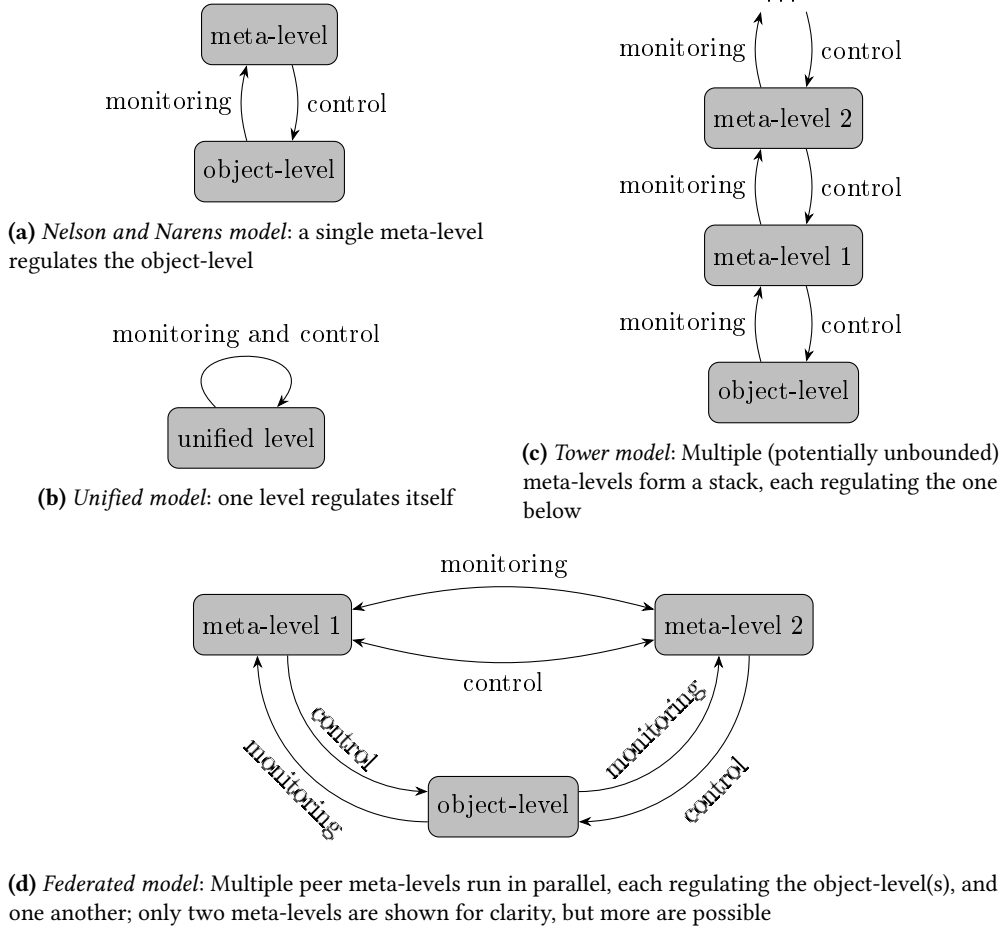 meta-level
monitoring
control
object-level
(a) Nelson and Narens model: a single meta-level
regulates the object-level
monitoring and control
unified level
(b) Unified model: one level regulates itself
...
monitoring
control
meta-level 2
monitoring
control
meta-level 1
monitoring
control
object-level
(c) Tower model: Multiple (potentially unbounded)
meta-levels form a stack, each regulating the one
below
monitoring
meta-level 1
meta-level 2
control
control
monitoring
monitoring
control
object-level
(d) Federated model: Multiple peer meta-levels run in parallel, each regulating the object-level(s), and
one another; only two meta-levels are shown for clarity, but more are possible